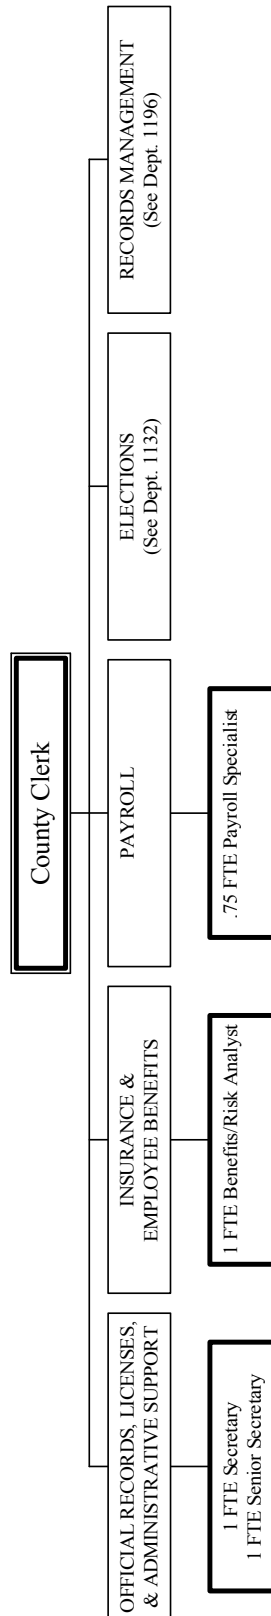 County Clerk
OFFICIAL RECORDS, LICENSES,
& ADMINISTRATIVE SUPPORT
INSURANCE &
EMPLOYEE BENEFITS
PAYROLL
ELECTIONS
(See Dept. 1132)
RECORDS MANAGEMENT
(See Dept. 1196)
1 FTE Secretary
1 FTE Senior Secretary
1 FTE Benefits/Risk Analyst
.75 FTE Payroll Specialist